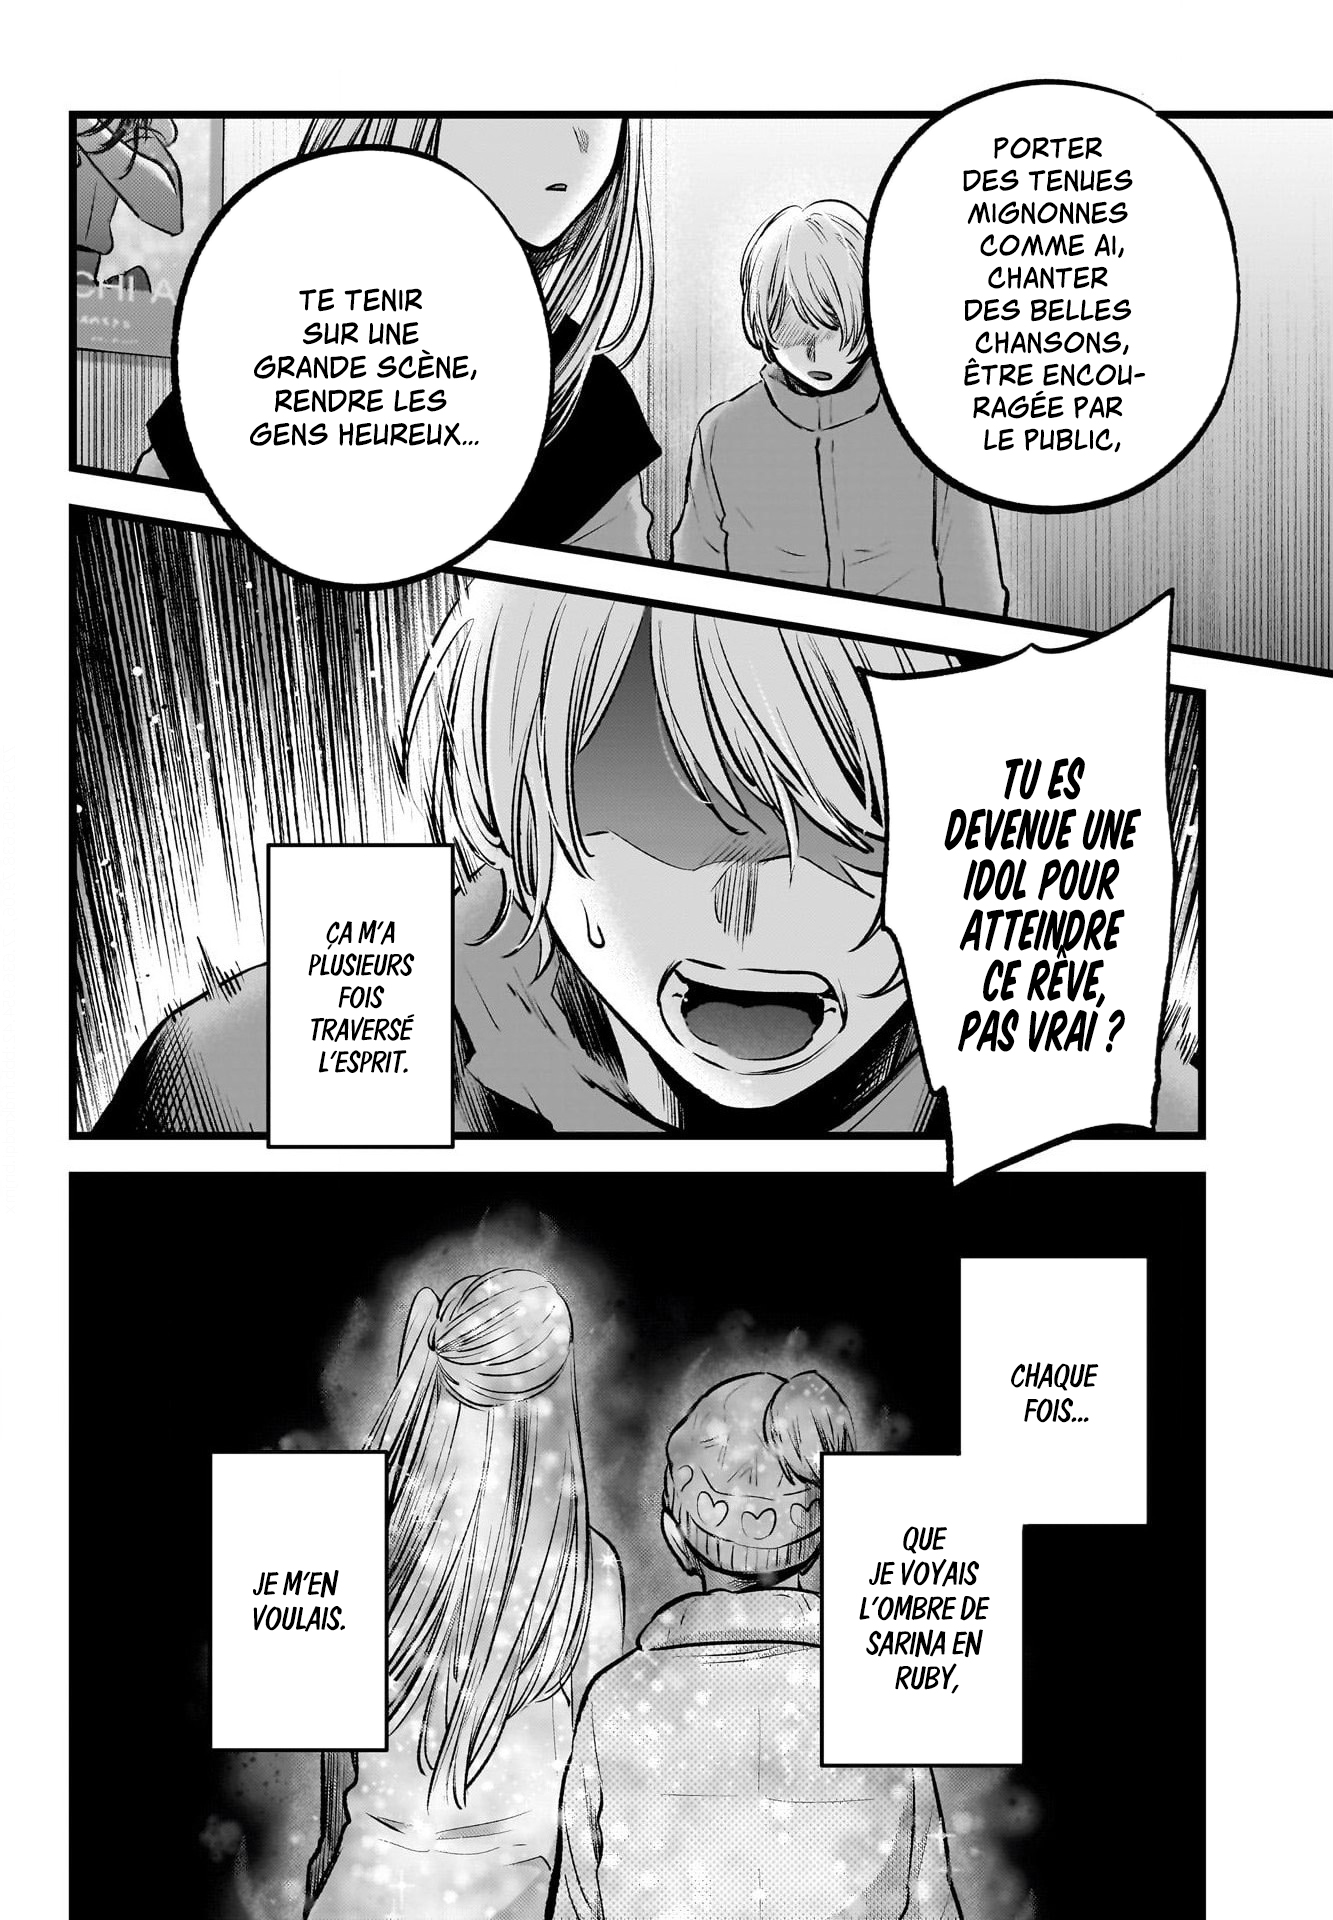 PORTER
DES TENUES
MIGNONNES
COMME AI,
CHANTER
DES BELLES
CHANSONS,
ÊTRE ENCOU-
RAGÉE PAR
LE PUBLIC,
TE TENIR
SUR UNE
GRANDE SCÈNE,
RENDRE LES
GENS HEUREUX...
CHI A
TU ES
DEVENUE UNE
IDOL POUR
ATTEINDRE
CE RÊVE,
PAS VRAI ?
ÇA M'A
PLUSIEURS
FOIS
TRAVERSÉ
L'ESPRIT.
CHAQUE
FOIS...
QUE
JE VOYAIS
L'OMBRE DE
SARINA EN
RUBY,
JE M'EN
VOULAIS.